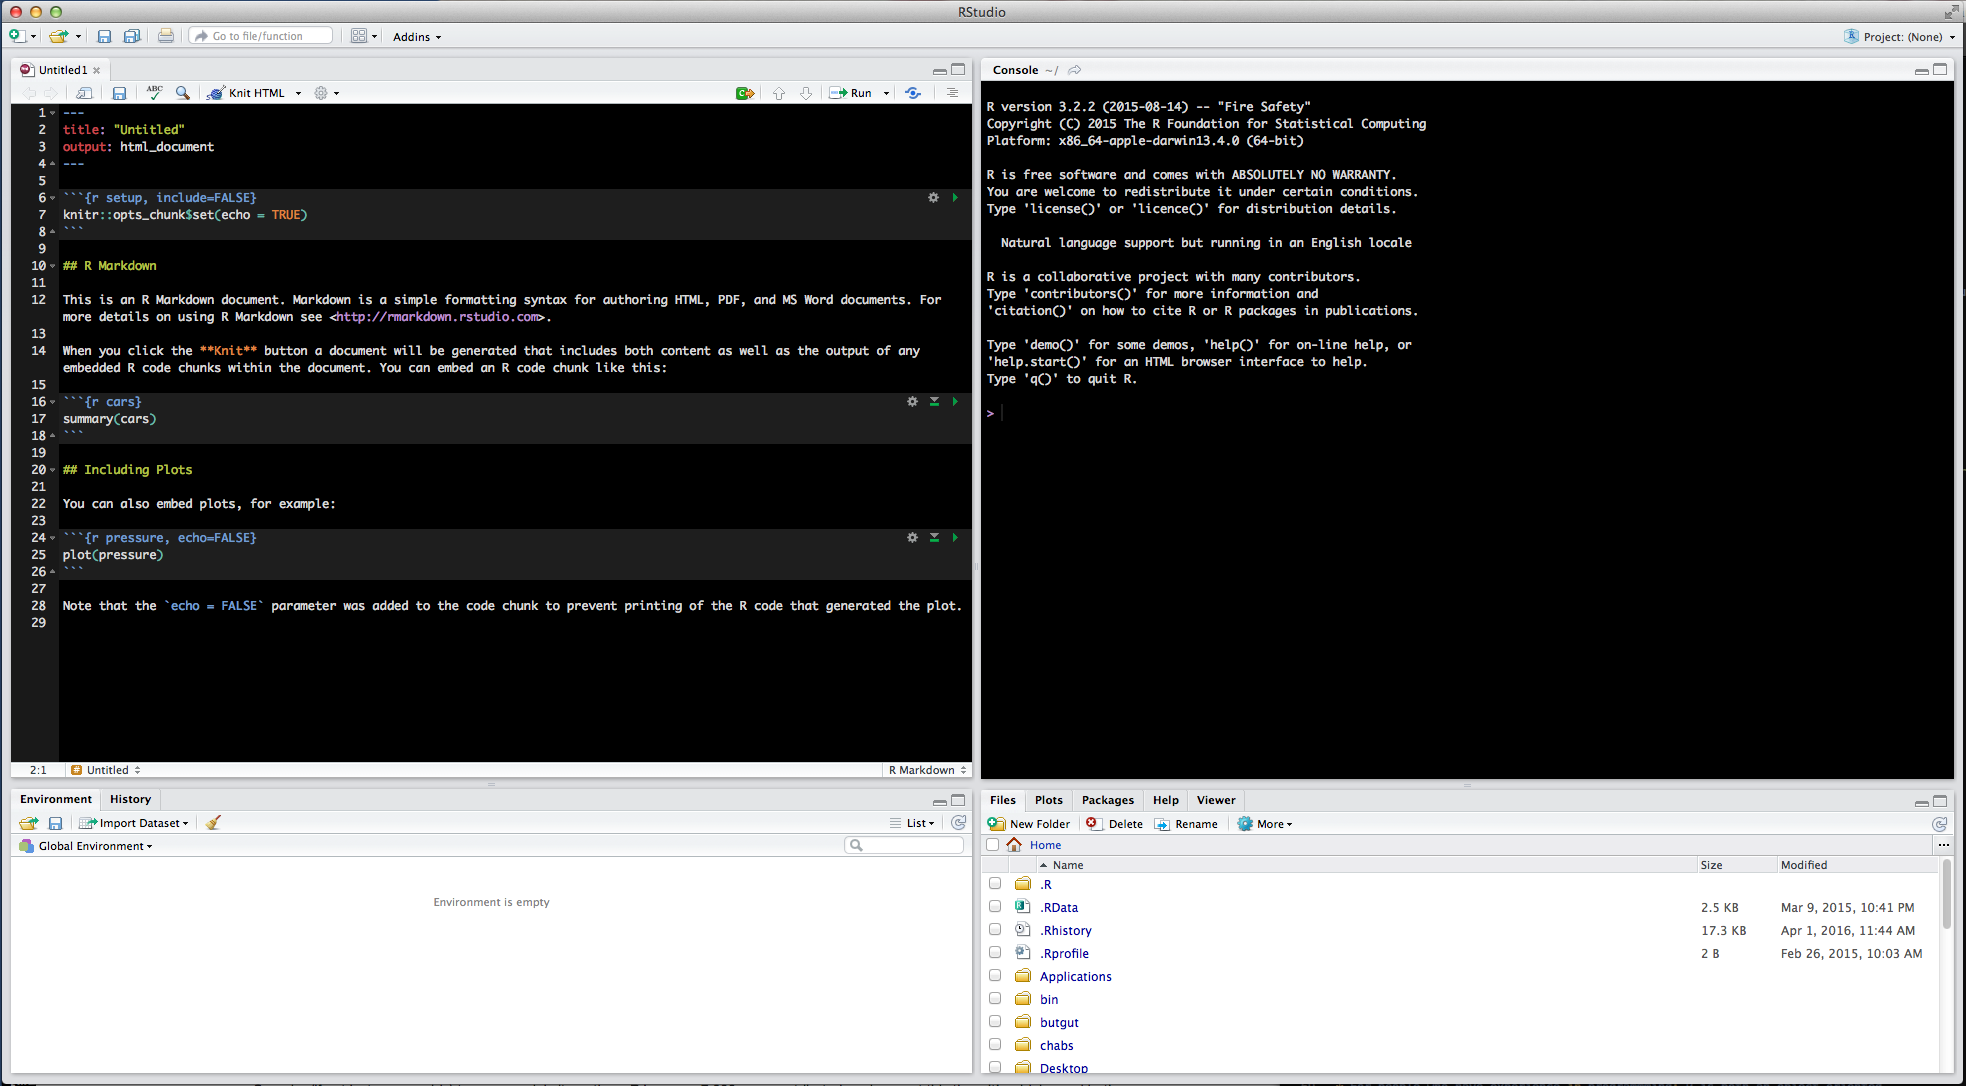 RStudio
Go to file/function
Addins
Project: (None)
Untitled1
ABC
Knit HTML
Run
1 ---
2 title: "Untitled"
3 output: html_document
4 ---
5
6 ```{r setup, include=FALSE}
7 knitr::opts_chunk$set(echo = TRUE)
8 ```
9
10 ## R Markdown
11
12 This is an R Markdown document. Markdown is a simple formatting syntax for authoring HTML, PDF, and MS Word documents. For
more details on using R Markdown see <http://rmarkdown.rstudio.com>.
13
14 When you click the **Knit** button a document will be generated that includes both content as well as the output of any
embedded R code chunks within the document. You can embed an R code chunk like this:
15
16 ```{r cars}
17 summary(cars)
18 ```
19
20 ## Including Plots
21
22 You can also embed plots, for example:
23
24 ```{r pressure, echo=FALSE}
25 plot(pressure)
26 ```
27
28 Note that the `echo = FALSE` parameter was added to the code chunk to prevent printing of the R code that generated the plot.
29
2:1 # Untitled R Markdown
Console ~/
R version 3.2.2 (2015-08-14) -- "Fire Safety"
Copyright (C) 2015 The R Foundation for Statistical Computing
Platform: x86_64-apple-darwin13.4.0 (64-bit)
R is free software and comes with ABSOLUTELY NO WARRANTY.
You are welcome to redistribute it under certain conditions.
Type 'license()' or 'licence()' for distribution details.
Natural language support but running in an English locale
R is a collaborative project with many contributors.
Type 'contributors()' for more information and
'citation()' on how to cite R or R packages in publications.
Type 'demo()' for some demos, 'help()' for on-line help, or
'help.start()' for an HTML browser interface to help.
Type 'q()' to quit R.
>
Environment History
Import Dataset List
Global Environment
Environment is empty
Files Plots Packages Help Viewer
New Folder Delete Rename More
Home ...
Name Size Modified
.R
.RData 2.5 KB Mar 9, 2015, 10:41 PM
.Rhistory 17.3 KB Apr 1, 2016, 11:44 AM
.Rprofile 2 B Feb 26, 2015, 10:03 AM
Applications
bin
butgut
chabs
Desktop